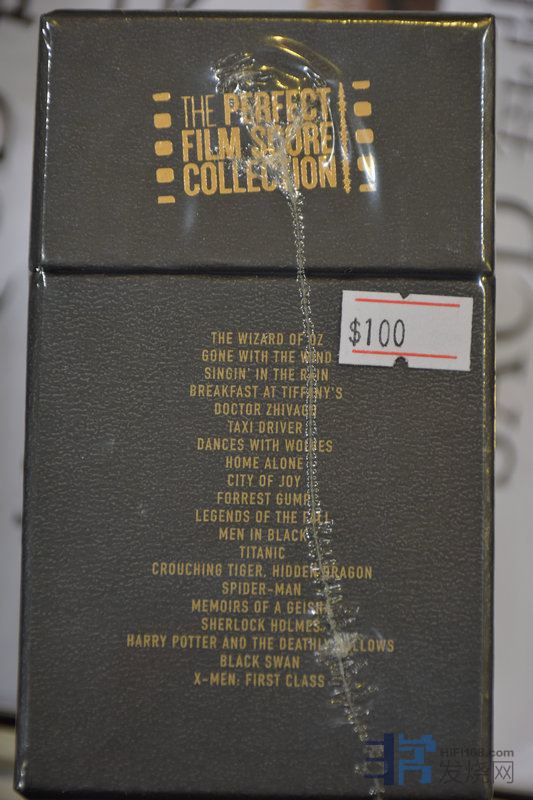 THE PERFECT
FILM SCORE
COLLECTION
$100
THE WIZARD OF OZ
GONE WITH THE WIND
SINGIN' IN THE RAIN
BREAKFAST AT TIFFANY'S
DOCTOR ZHIVAGO
TAXI DRIVER
DANCES WITH WOLVES
HOME ALONE
CITY OF JOY
FORREST GUMP
LEGENDS OF THE FALL
MEN IN BLACK
TITANIC
CROUCHING TIGER, HIDDEN DRAGON
SPIDER-MAN
MEMOIRS OF A GEISHA
SHERLOCK HOLMES
HARRY POTTER AND THE DEATHLY HALLOWS
BLACK SWAN
X-MEN: FIRST CLASS
CD
HIFI168.com
发烧网